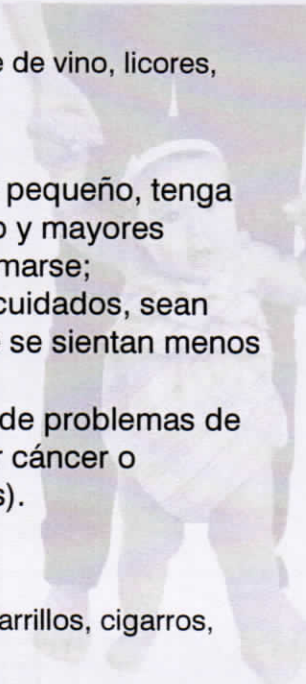 de vino, licores,
pequeño, tenga
y mayores
marse;
cuidados, sean
se sientan menos
de problemas de
cáncer o
s).
arrillos, cigarros,